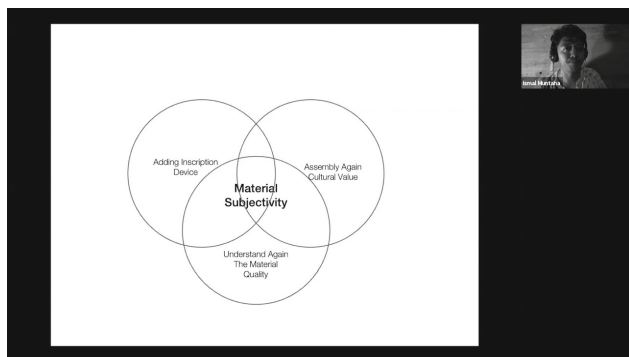 Adding Inscription
Device
Assembly Again
Cultural Value
Material
Subjectivity
Understand Again
The Material
Quality
Ismal Muntaha